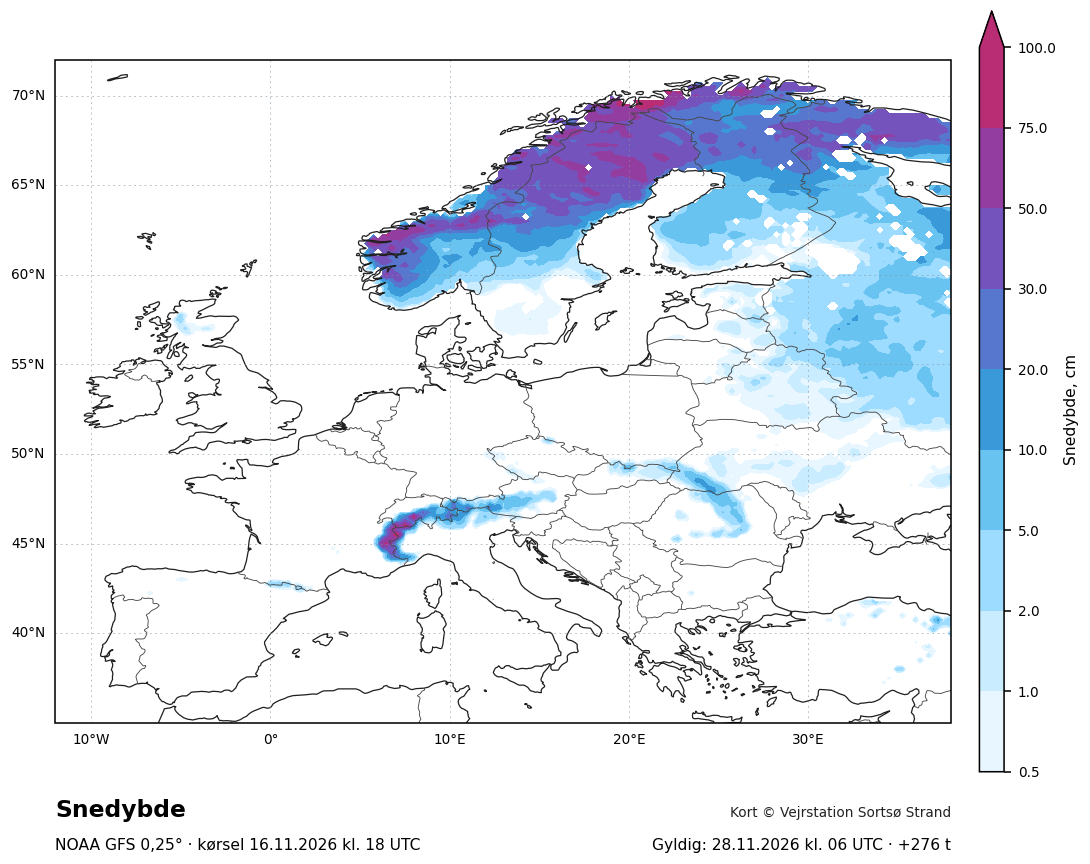 100.0
70°N
75.0
65°N
50.0
60°N
30.0
55°N
20.0
Snedybde, cm
50°N
10.0
45°N
5.0
40°N
2.0
1.0
10°W 0° 10°E 20°E 30°E
0.5
Snedybde
Kort © Vejrstation Sortsø Strand
NOAA GFS 0,25° · kørsel 16.11.2026 kl. 18 UTC
Gyldig: 28.11.2026 kl. 06 UTC · +276 t